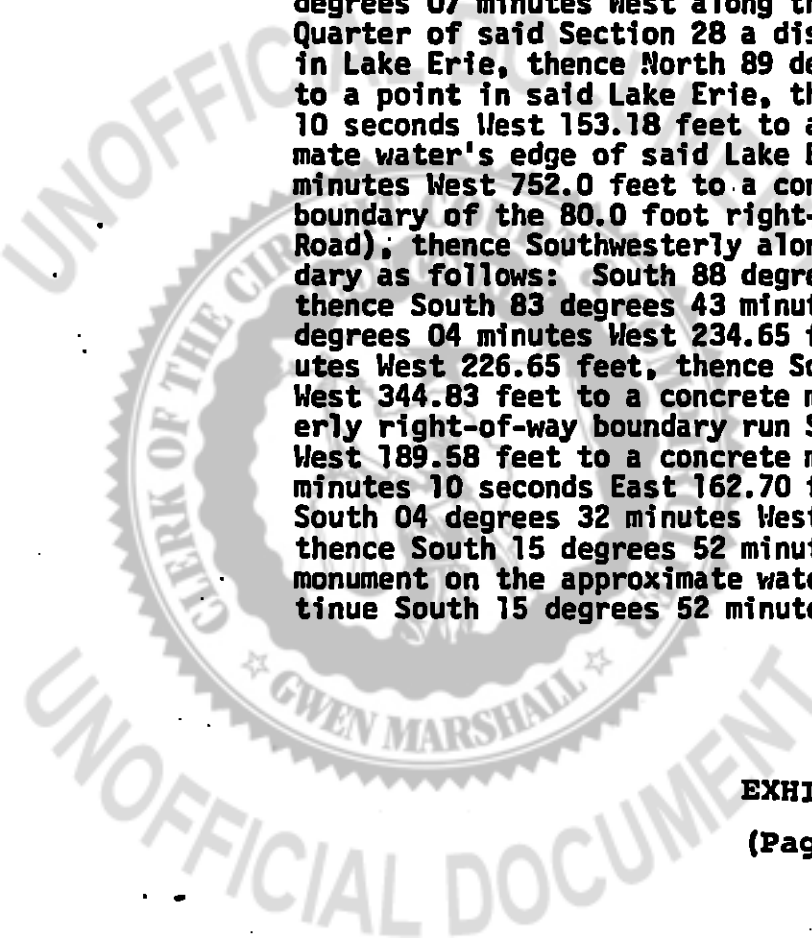 degrees 07 minutes West along th
Quarter of said Section 28 a dis
in Lake Erie, thence North 89 de
to a point in said Lake Erie, th
10 seconds West 153.18 feet to a
mate water's edge of said Lake E
minutes West 752.0 feet to a con
boundary of the 80.0 foot right-
Road), thence Southwesterly alon
dary as follows: South 88 degre
thence South 83 degrees 43 minut
degrees 04 minutes West 234.65 f
utes West 226.65 feet, thence So
West 344.83 feet to a concrete m
erly right-of-way boundary run S
West 189.58 feet to a concrete m
minutes 10 seconds East 162.70 f
South 04 degrees 32 minutes West
thence South 15 degrees 52 minut
monument on the approximate wate
tinue South 15 degrees 52 minute
EXHI
(Pag
UNOFFICIAL DOCUMENT
CLERK OF THE CIRCUIT COURT
GWEN MARSHALL
UNOFFICIAL DOCUMENT